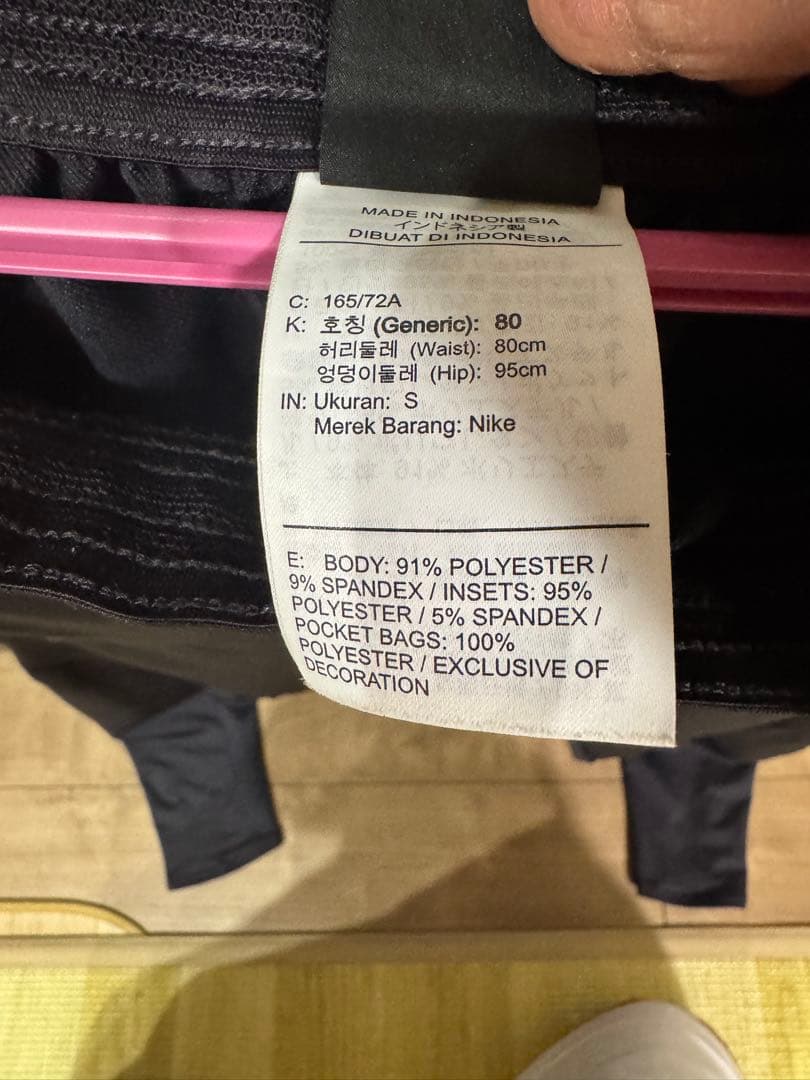 MADE IN INDONESIA
インドネシア製
DIBUAT DI INDONESIA
C: 165/72A
K: 호칭 (Generic): 80
허리둘레 (Waist): 80cm
엉덩이둘레 (Hip): 95cm
IN: Ukuran: S
Merek Barang: Nike
E: BODY: 91% POLYESTER /
9% SPANDEX / INSETS: 95%
POLYESTER / 5% SPANDEX /
POCKET BAGS: 100%
POLYESTER / EXCLUSIVE OF
DECORATION